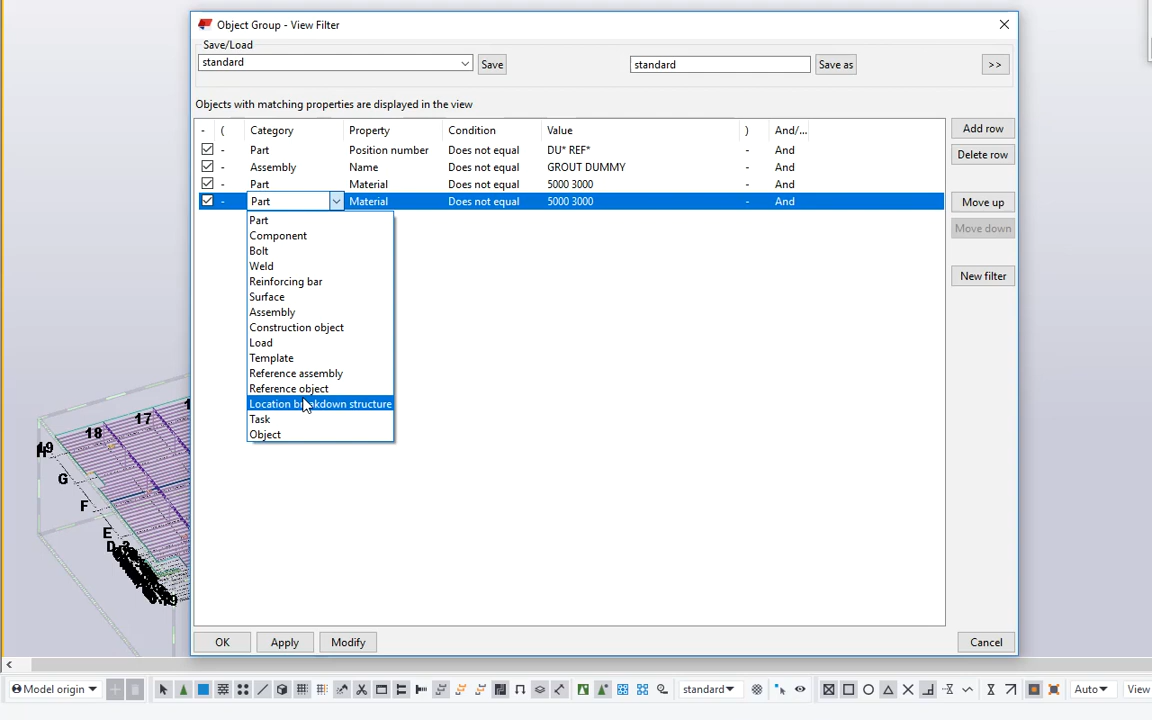 Object Group - View Filter
Save/Load
standard Save standard Save as >>
Objects with matching properties are displayed in the view
- ( Category Property Condition Value ) And/...
- Part Position number Does not equal DU* REF* - And
- Assembly Name Does not equal GROUT DUMMY - And
- Part Material Does not equal 5000 3000 - And
- Part Material Does not equal 5000 3000 - And
Part
Component
Bolt
Weld
Reinforcing bar
Surface
Assembly
Construction object
Load
Template
Reference assembly
Reference object
Location breakdown structure
Task
Object
Add row
Delete row
Move up
Move down
New filter
17
18
G
F
E
OK Apply Modify Cancel
Model origin standard Auto View